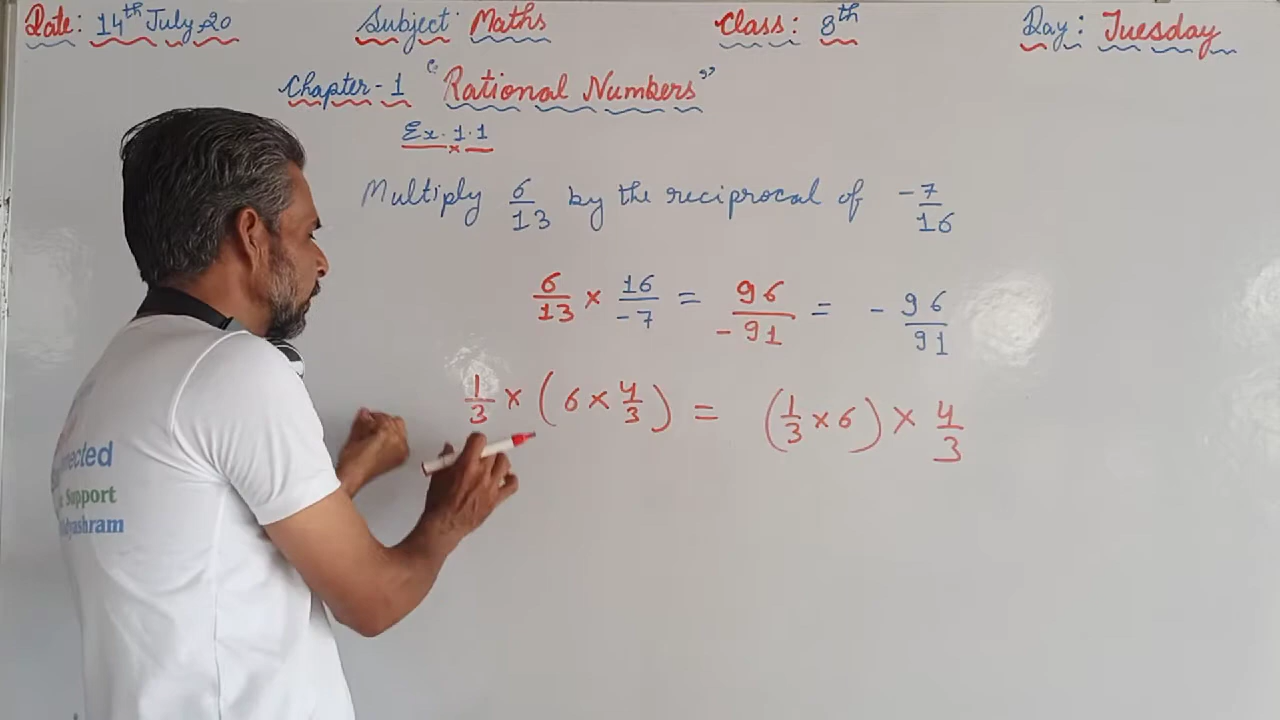 Date: 14th July, 20 Subject: Maths Class: 8th Day: Tuesday
Chapter-1 "Rational Numbers"
Ex. 1.1
Multiply 6/13 by the reciprocal of -7/16
6/13 × 16/-7 = 96/-91 = -96/91
1/3 × (6 × 4/3) = (1/3 × 6) × 4/3
Support